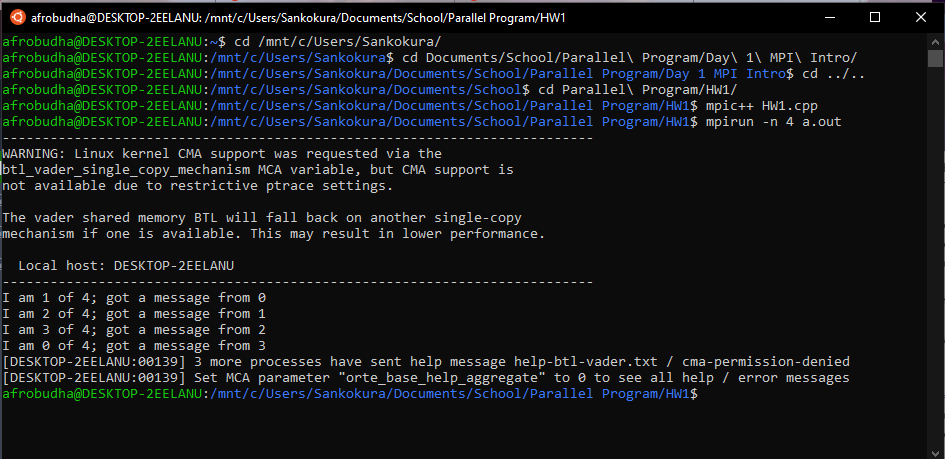 afrobudha@DESKTOP-2EELANU: /mnt/c/Users/Sankokura/Documents/School/Parallel Program/HW1
afrobudha@DESKTOP-2EELANU:~$ cd /mnt/c/Users/Sankokura/
afrobudha@DESKTOP-2EELANU:/mnt/c/Users/Sankokura$ cd Documents/School/Parallel\ Program/Day\ 1\ MPI\ Intro/
afrobudha@DESKTOP-2EELANU:/mnt/c/Users/Sankokura/Documents/School/Parallel Program/Day 1 MPI Intro$ cd ../..
afrobudha@DESKTOP-2EELANU:/mnt/c/Users/Sankokura/Documents/School$ cd Parallel\ Program/HW1/
afrobudha@DESKTOP-2EELANU:/mnt/c/Users/Sankokura/Documents/School/Parallel Program/HW1$ mpic++ HW1.cpp
afrobudha@DESKTOP-2EELANU:/mnt/c/Users/Sankokura/Documents/School/Parallel Program/HW1$ mpirun -n 4 a.out
--------------------------------------------------------------------------
WARNING: Linux kernel CMA support was requested via the
btl_vader_single_copy_mechanism MCA variable, but CMA support is
not available due to restrictive ptrace settings.

The vader shared memory BTL will fall back on another single-copy
mechanism if one is available. This may result in lower performance.

  Local host: DESKTOP-2EELANU
--------------------------------------------------------------------------
I am 1 of 4; got a message from 0
I am 2 of 4; got a message from 1
I am 3 of 4; got a message from 2
I am 0 of 4; got a message from 3
[DESKTOP-2EELANU:00139] 3 more processes have sent help message help-btl-vader.txt / cma-permission-denied
[DESKTOP-2EELANU:00139] Set MCA parameter "orte_base_help_aggregate" to 0 to see all help / error messages
afrobudha@DESKTOP-2EELANU:/mnt/c/Users/Sankokura/Documents/School/Parallel Program/HW1$